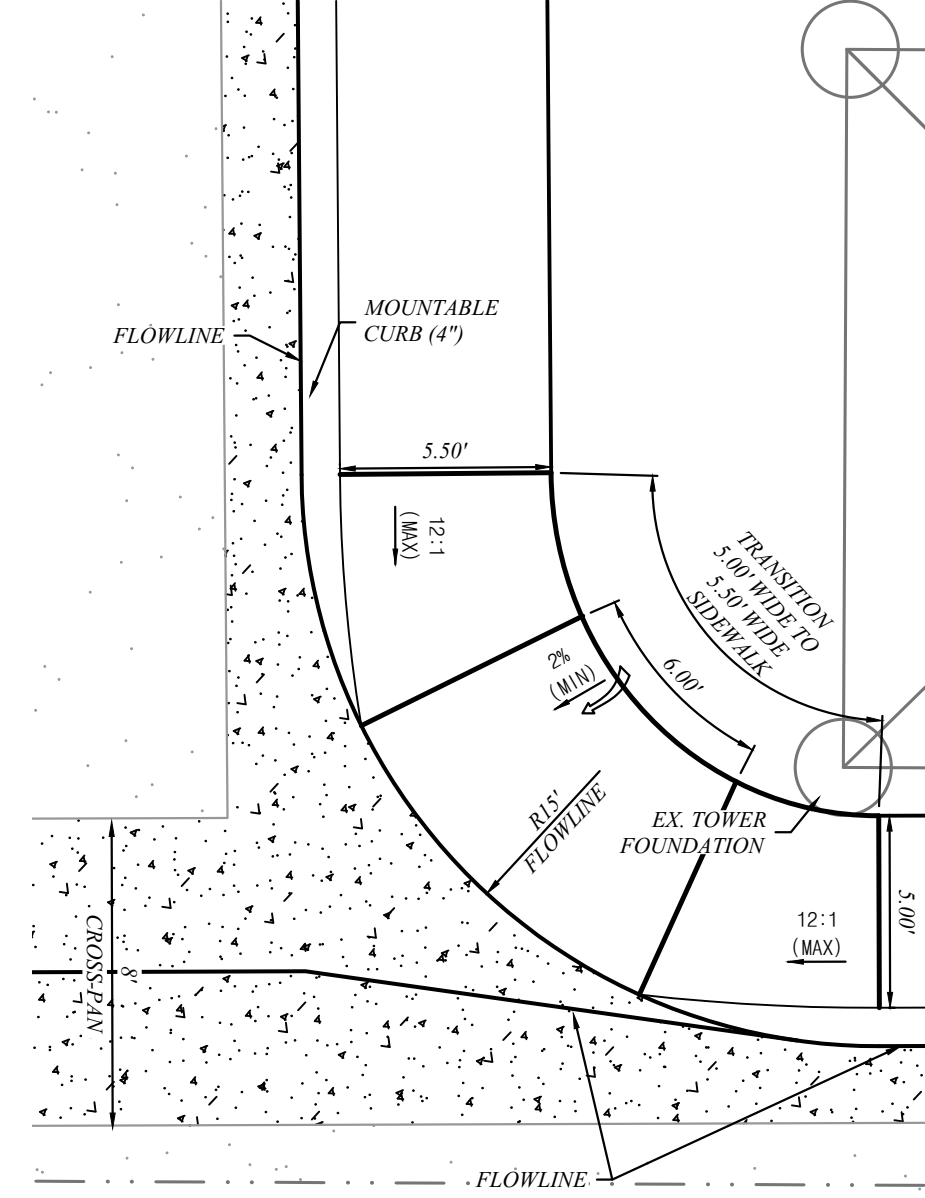 MOUNTABLE
CURB (4")
FLOWLINE
5.50'
12:1
(MAX)
TRANSITION
5.00' WIDE TO
5.50' WIDE
SIDEWALK
2%
(MIN)
6.00'
R15'
FLOWLINE
EX. TOWER
FOUNDATION
12:1
(MAX)
5.00'
8'
CROSS-PAN
FLOWLINE